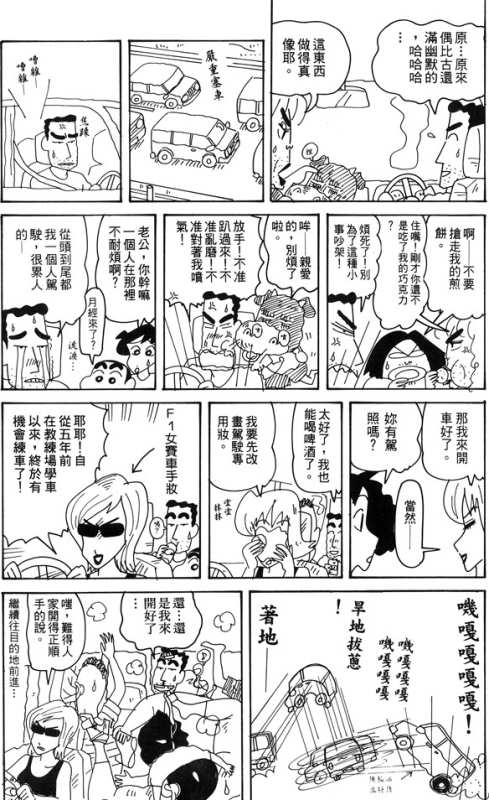 原…原來
偶比古還
滿幽默的
，哈哈哈
這東西
做得真
像耶。
嚴重塞車
嘈雜—
嘈雜—
焦躁
啊—不要
搶走我的煎
餅。
住嘴！剛才你還不
是吃了我的巧克力
？
煩死了！別
為了這種小
事吵架！
哞—親愛
的，別煩了
啦。
放手！不准
趴過來！不
准亂磨！不
准對著我噴
氣！
老公，你幹嘛
一個人在那裡
不耐煩啊？
月經來了？
流淚…
從頭到尾都
我一個人駕
駛，很累人
的—
那我來開
車好了。
妳有駕
照嗎？
當然—
太好了，我也
能喝啤酒了。
我要先改
畫駕駛專
用妝。
F1女賽車手妝
耶耶！自
從五年前
在教練場學車
以來，終於有
機會練車了！
嘰嘎嘎嘎嘎！
嘰嘎嘎嘎
嘰嘎嘎嘎
旱地拔蔥
！
著地
還…還
是我來
開好了
…
嗤，難得人
家開得正順
手的說。
繼續往目的地前進…